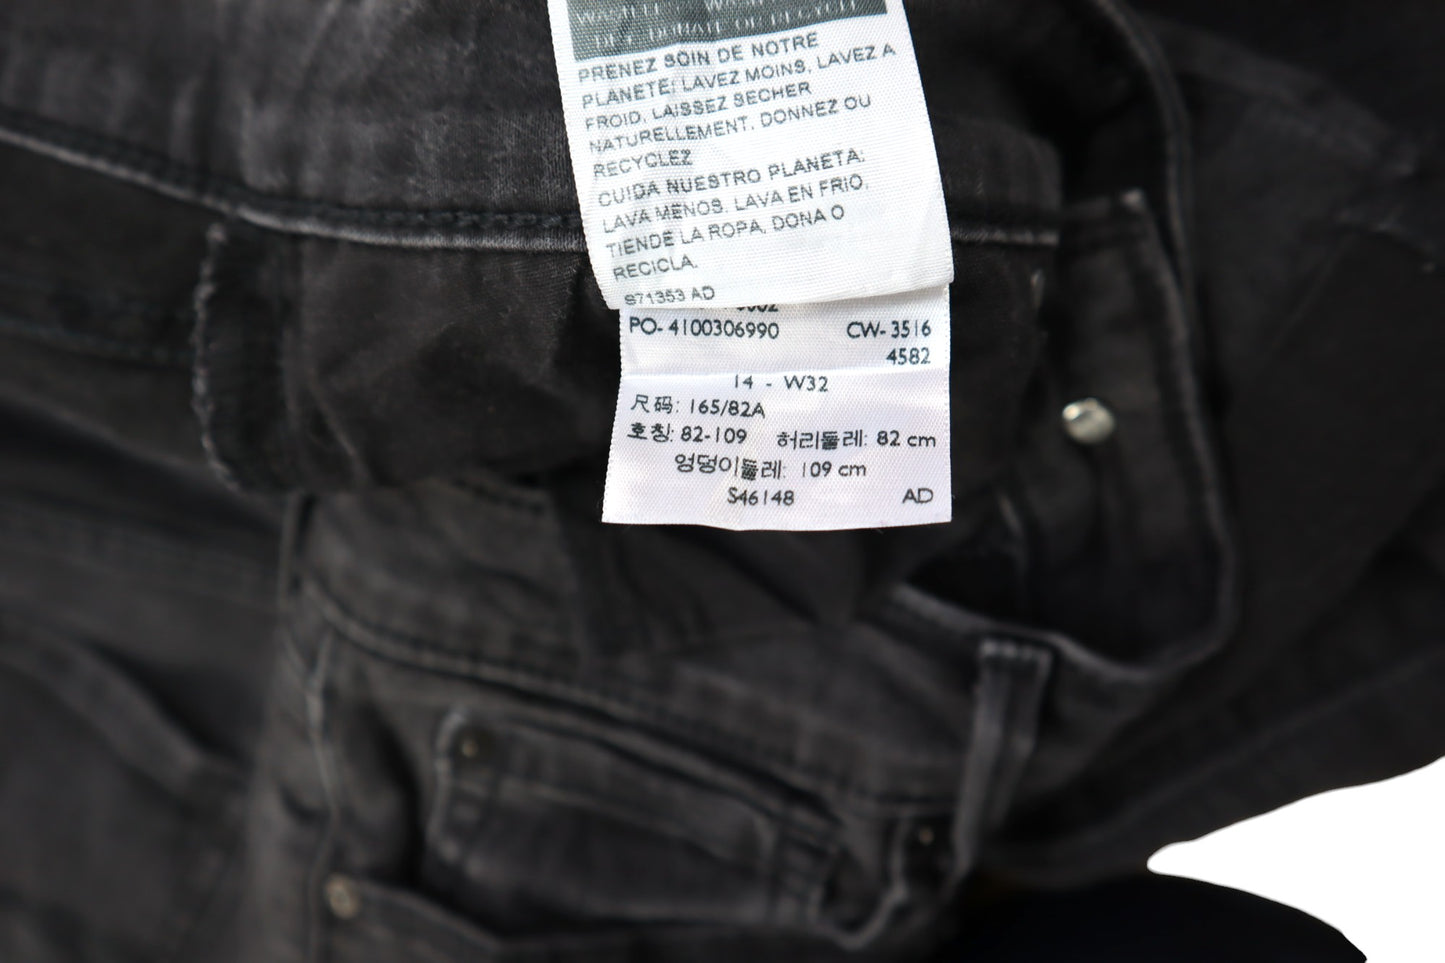 PRENEZ SOIN DE NOTRE
PLANETE: LAVEZ MOINS, LAVEZ A
FROID, LAISSEZ SECHER
NATURELLEMENT, DONNEZ OU
RECYCLEZ
CUIDA NUESTRO PLANETA:
LAVA MENOS, LAVA EN FRIO,
TIENDE LA ROPA, DONA O
RECICLA.
S71353 AD
PO- 4100306990 CW- 3516
4582
14 - W32
尺码: 165/82A
호칭: 82-109 허리둘레: 82 cm
엉덩이둘레: 109 cm
S46148 AD